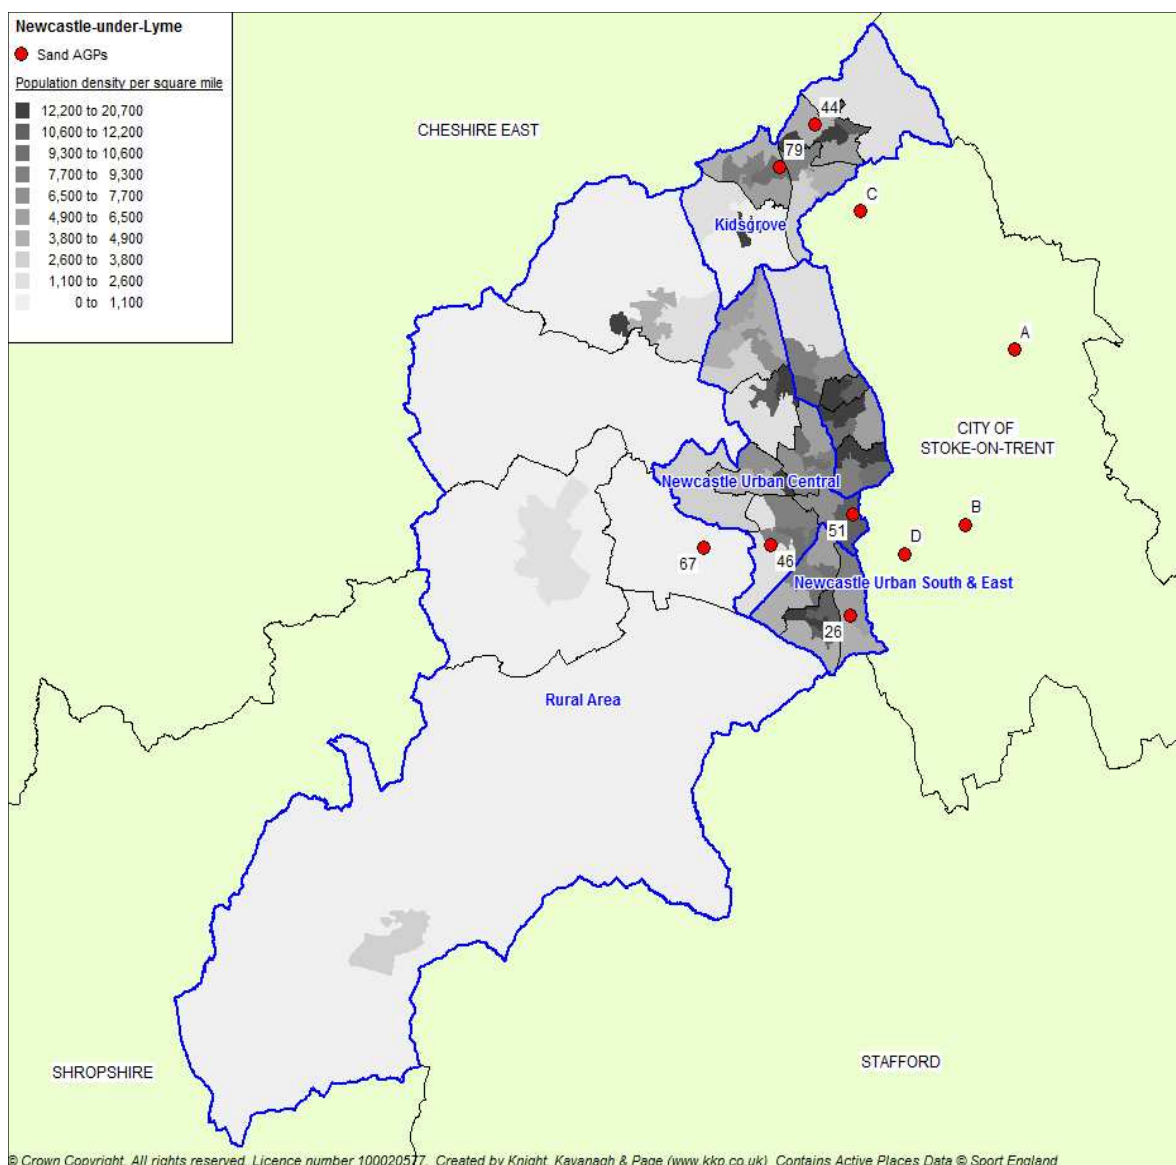 Newcastle-under-Lyme
Sand AGPs
Population density per square mile
12,200 to 20,700
10,600 to 12,200
9,300 to 10,600
7,700 to 9,300
6,500 to 7,700
4,900 to 6,500
3,800 to 4,900
2,600 to 3,800
1,100 to 2,600
0 to 1,100
CHESHIRE EAST
44
79
C
Kidsgrove
A
CITY OF
STOKE-ON-TRENT
Newcastle Urban Central
B
51
D
67
46
Newcastle Urban South & East
26
Rural Area
SHROPSHIRE
STAFFORD
© Crown Copyright. All rights reserved. Licence number 100020577. Created by Knight, Kavanagh & Page (www.kkp.co.uk). Contains Active Places Data © Sport England